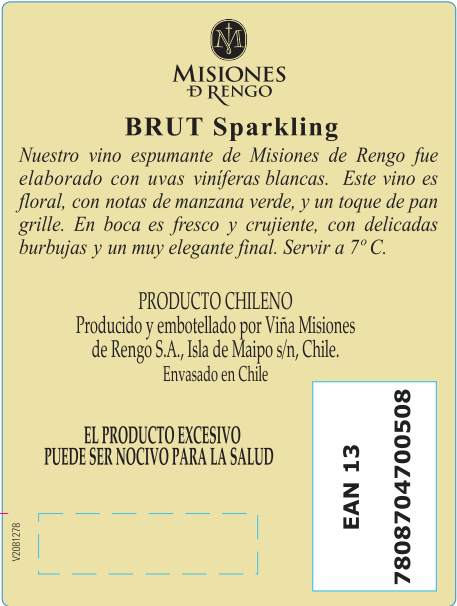 M
MISIONES
Đ RENGO
BRUT Sparkling
Nuestro vino espumante de Misiones de Rengo fue
elaborado con uvas viníferas blancas. Este vino es
floral, con notas de manzana verde, y un toque de pan
grille. En boca es fresco y crujiente, con delicadas
burbujas y un muy elegante final. Servir a 7º C.
PRODUCTO CHILENO
Producido y embotellado por Viña Misiones
de Rengo S.A., Isla de Maipo s/n, Chile.
Envasado en Chile
EL PRODUCTO EXCESIVO
PUEDE SER NOCIVO PARA LA SALUD
EAN 13
7808704700508
V2081278